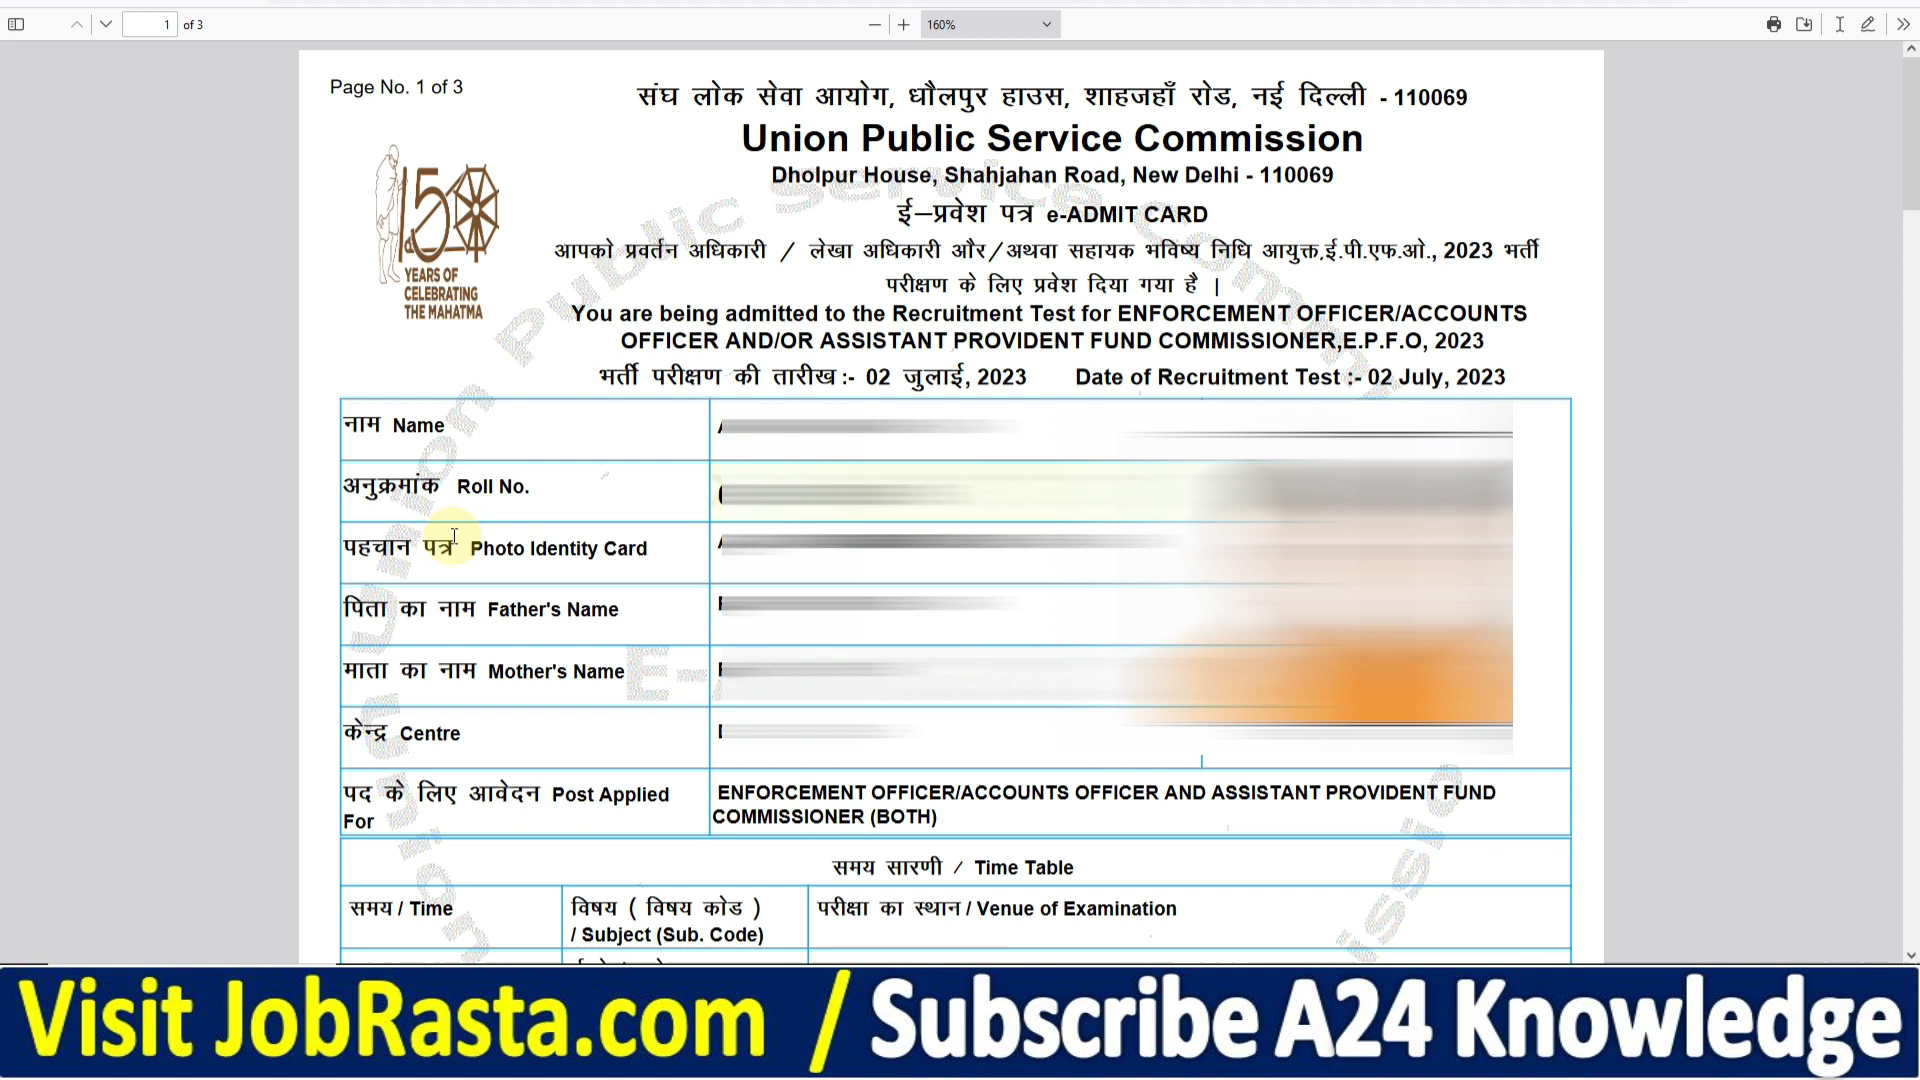 1 of 3
160%
Page No. 1 of 3
संघ लोक सेवा आयोग, धौलपुर हाउस, शाहजहाँ रोड, नई दिल्ली - 110069
Union Public Service Commission
Dholpur House, Shahjahan Road, New Delhi - 110069
ई–प्रवेश पत्र e-ADMIT CARD
150
YEARS OF
CELEBRATING
THE MAHATMA
आपको प्रवर्तन अधिकारी / लेखा अधिकारी और/अथवा सहायक भविष्य निधि आयुक्त,ई.पी.एफ.ओ., 2023 भर्ती
परीक्षण के लिए प्रवेश दिया गया है |
You are being admitted to the Recruitment Test for ENFORCEMENT OFFICER/ACCOUNTS
OFFICER AND/OR ASSISTANT PROVIDENT FUND COMMISSIONER,E.P.F.O, 2023
भर्ती परीक्षण की तारीख :- 02 जुलाई, 2023 Date of Recruitment Test :- 02 July, 2023
नाम Name
अनुक्रमांक Roll No.
पहचान पत्र Photo Identity Card
पिता का नाम Father's Name
माता का नाम Mother's Name
केन्द्र Centre
पद के लिए आवेदन Post Applied
For
ENFORCEMENT OFFICER/ACCOUNTS OFFICER AND ASSISTANT PROVIDENT FUND
COMMISSIONER (BOTH)
समय सारणी / Time Table
समय / Time
विषय ( विषय कोड )
/ Subject (Sub. Code)
परीक्षा का स्थान / Venue of Examination
Visit JobRasta.com / Subscribe A24 Knowledge